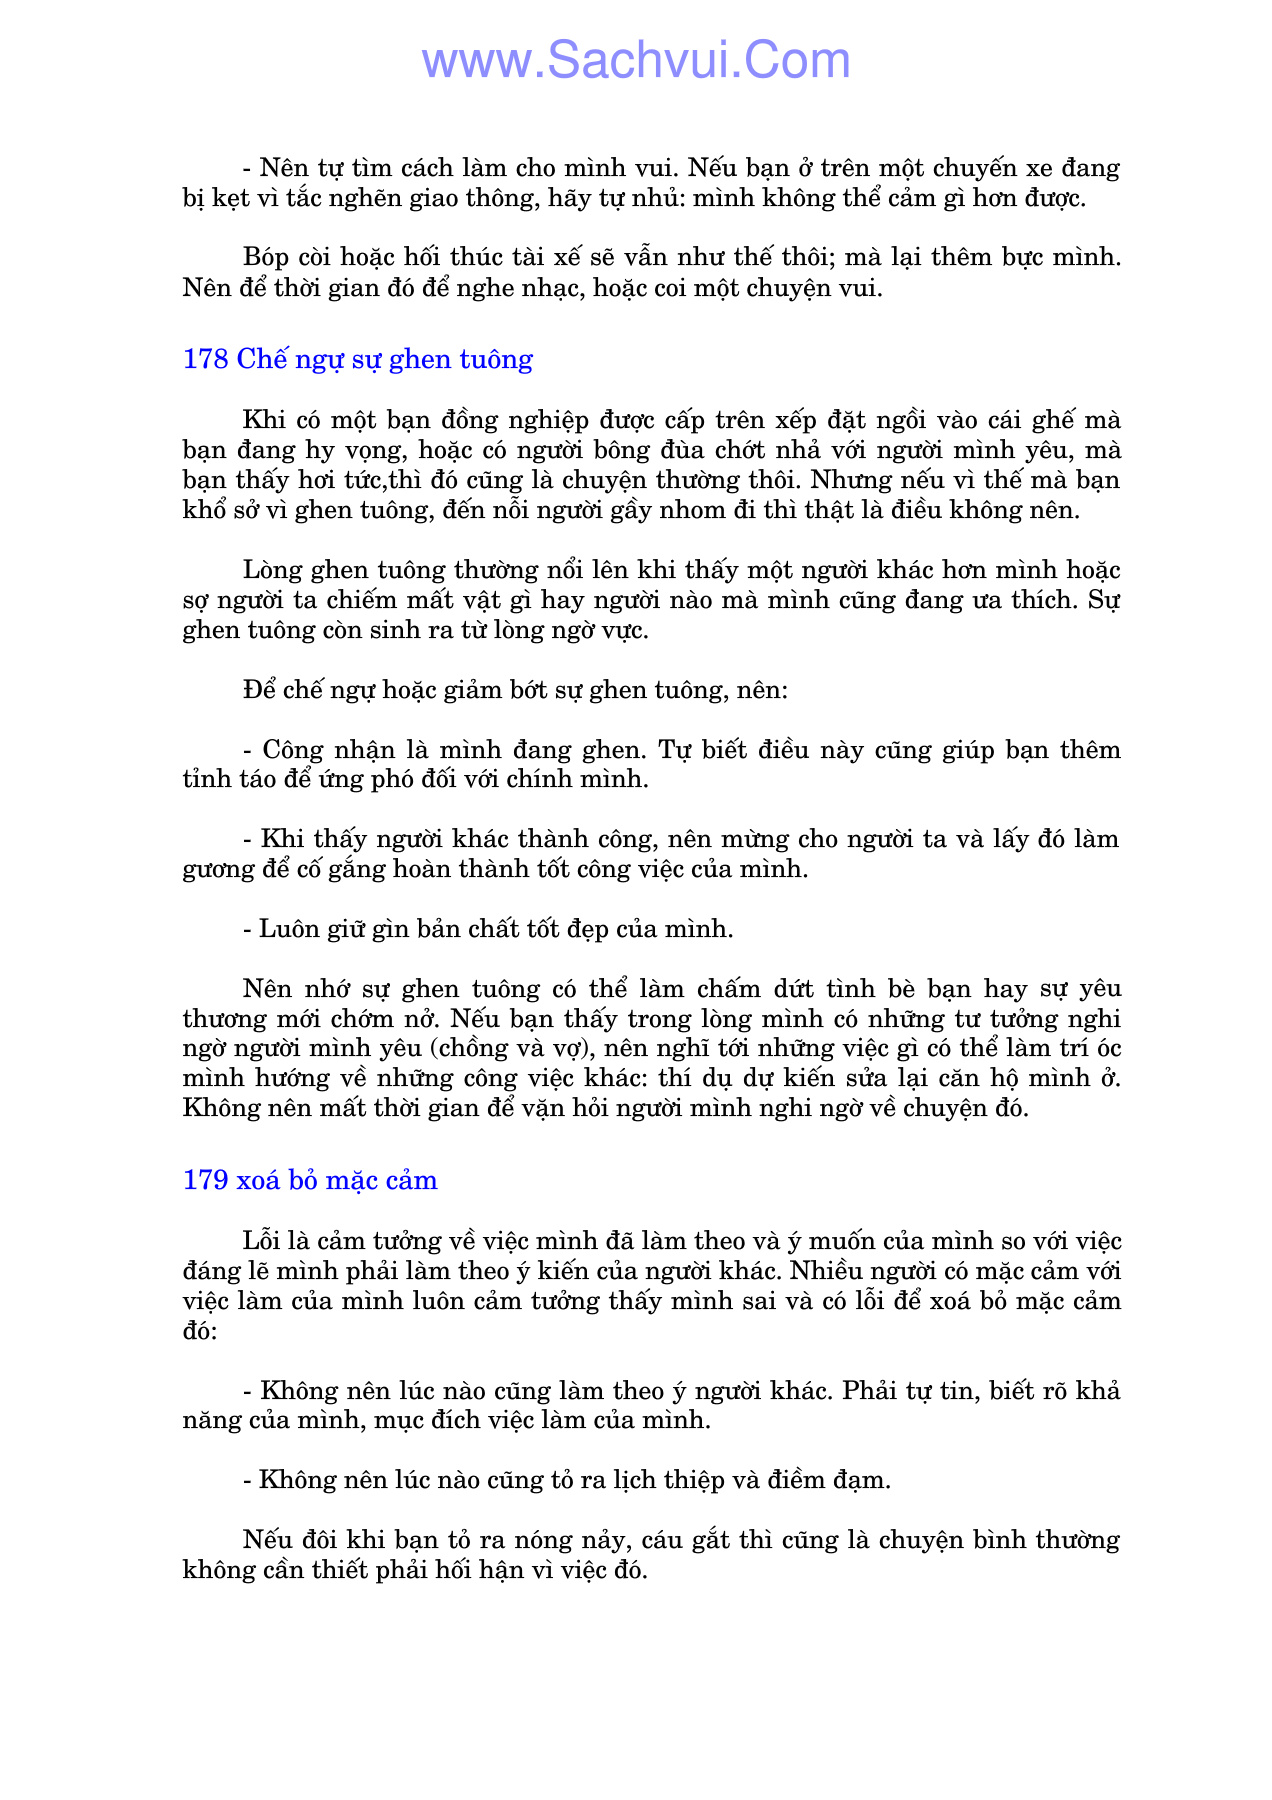 www.Sachvui.Com
- Nên tự tìm cách làm cho mình vui. Nếu bạn ở trên một chuyến xe đang
bị kẹt vì tắc nghẽn giao thông, hãy tự nhủ: mình không thể cảm gì hơn được.
Bóp còi hoặc hối thúc tài xế sẽ vẫn như thế thôi; mà lại thêm bực mình.
Nên để thời gian đó để nghe nhạc, hoặc coi một chuyện vui.
178 Chế ngự sự ghen tuông
Khi có một bạn đồng nghiệp được cấp trên xếp đặt ngồi vào cái ghế mà
bạn đang hy vọng, hoặc có người bông đùa chớt nhả với người mình yêu, mà
bạn thấy hơi tức,thì đó cũng là chuyện thường thôi. Nhưng nếu vì thế mà bạn
khổ sở vì ghen tuông, đến nỗi người gầy nhom đi thì thật là điều không nên.
Lòng ghen tuông thường nổi lên khi thấy một người khác hơn mình hoặc
sợ người ta chiếm mất vật gì hay người nào mà mình cũng đang ưa thích. Sự
ghen tuông còn sinh ra từ lòng ngờ vực.
Để chế ngự hoặc giảm bớt sự ghen tuông, nên:
- Công nhận là mình đang ghen. Tự biết điều này cũng giúp bạn thêm
tỉnh táo để ứng phó đối với chính mình.
- Khi thấy người khác thành công, nên mừng cho người ta và lấy đó làm
gương để cố gắng hoàn thành tốt công việc của mình.
- Luôn giữ gìn bản chất tốt đẹp của mình.
Nên nhớ sự ghen tuông có thể làm chấm dứt tình bè bạn hay sự yêu
thương mới chớm nở. Nếu bạn thấy trong lòng mình có những tư tưởng nghi
ngờ người mình yêu (chồng và vợ), nên nghĩ tới những việc gì có thể làm trí óc
mình hướng về những công việc khác: thí dụ dự kiến sửa lại căn hộ mình ở.
Không nên mất thời gian để vặn hỏi người mình nghi ngờ về chuyện đó.
179 xoá bỏ mặc cảm
Lỗi là cảm tưởng về việc mình đã làm theo và ý muốn của mình so với việc
đáng lẽ mình phải làm theo ý kiến của người khác. Nhiều người có mặc cảm với
việc làm của mình luôn cảm tưởng thấy mình sai và có lỗi để xoá bỏ mặc cảm
đó:
- Không nên lúc nào cũng làm theo ý người khác. Phải tự tin, biết rõ khả
năng của mình, mục đích việc làm của mình.
- Không nên lúc nào cũng tỏ ra lịch thiệp và điềm đạm.
Nếu đôi khi bạn tỏ ra nóng nảy, cáu gắt thì cũng là chuyện bình thường
không cần thiết phải hối hận vì việc đó.